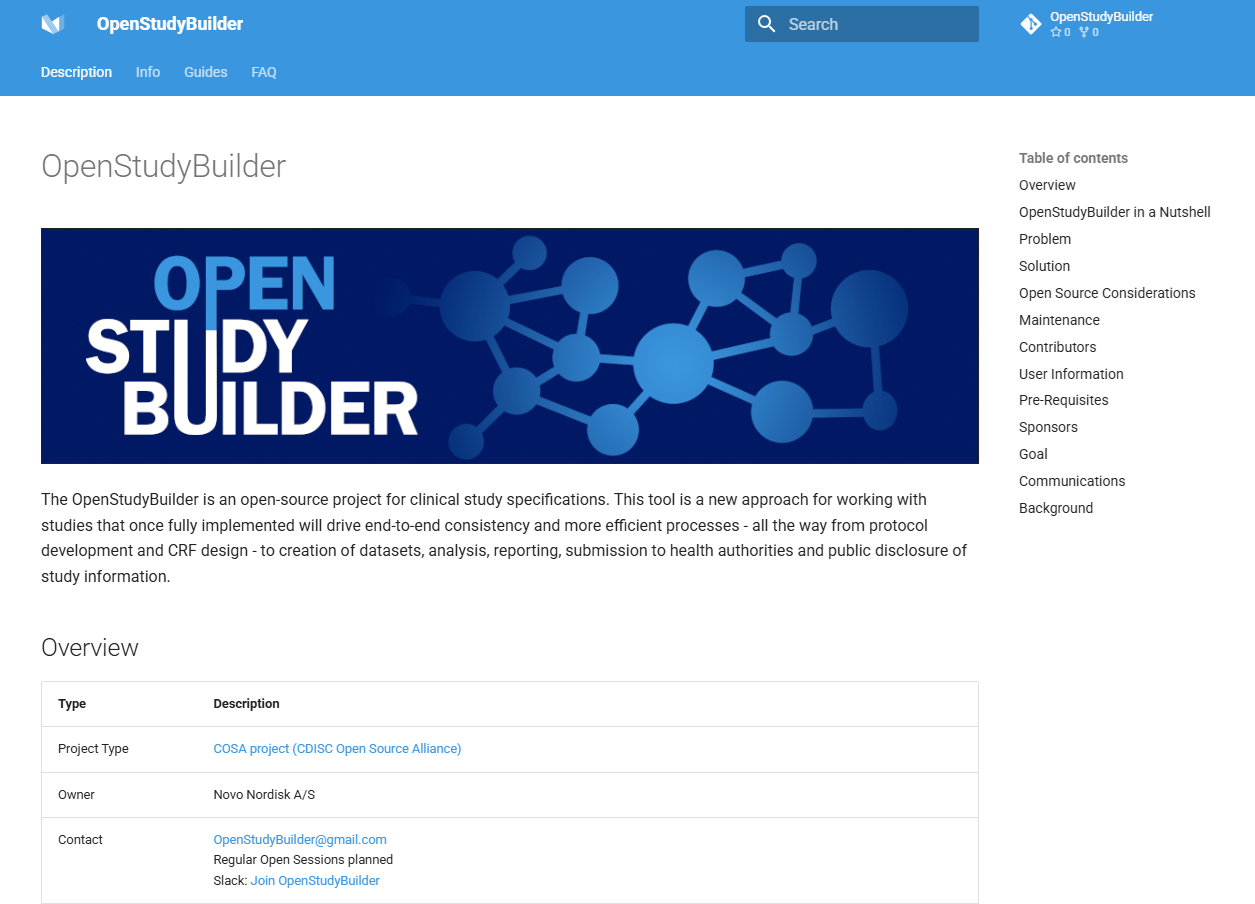 OpenStudyBuilder
Search
OpenStudyBuilder
0 0
Description Info Guides FAQ
OpenStudyBuilder
OPEN
STUDY
BUILDER
The OpenStudyBuilder is an open-source project for clinical study specifications. This tool is a new approach for working with
studies that once fully implemented will drive end-to-end consistency and more efficient processes - all the way from protocol
development and CRF design - to creation of datasets, analysis, reporting, submission to health authorities and public disclosure of
study information.
Overview
Type Description
Project Type COSA project (CDISC Open Source Alliance)
Owner Novo Nordisk A/S
Contact OpenStudyBuilder@gmail.com
Regular Open Sessions planned
Slack: Join OpenStudyBuilder
Table of contents
Overview
OpenStudyBuilder in a Nutshell
Problem
Solution
Open Source Considerations
Maintenance
Contributors
User Information
Pre-Requisites
Sponsors
Goal
Communications
Background